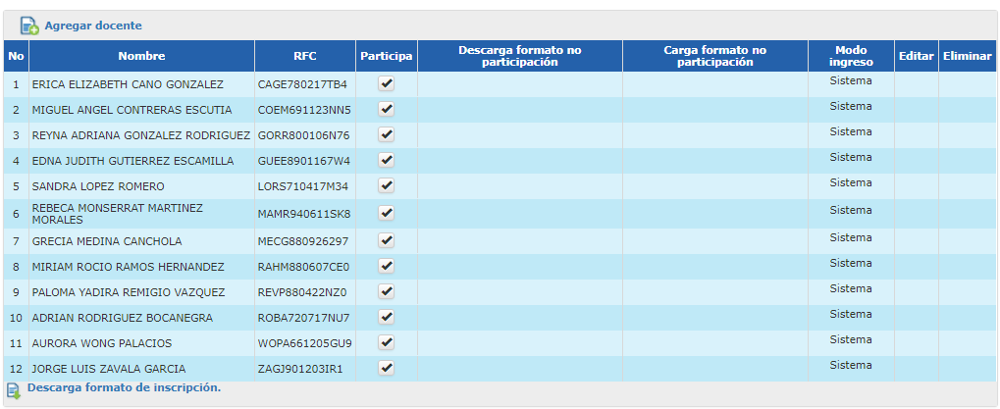 Agregar docente
No Nombre RFC Participa Descarga formato no participación Carga formato no participación Modo ingreso Editar Eliminar
1 ERICA ELIZABETH CANO GONZALEZ CAGE780217TB4 Sistema
2 MIGUEL ANGEL CONTRERAS ESCUTIA COEM691123NN5 Sistema
3 REYNA ADRIANA GONZALEZ RODRIGUEZ GORR800106N76 Sistema
4 EDNA JUDITH GUTIERREZ ESCAMILLA GUEE8901167W4 Sistema
5 SANDRA LOPEZ ROMERO LORS710417M34 Sistema
6 REBECA MONSERRAT MARTINEZ MORALES MAMR940611SK8 Sistema
7 GRECIA MEDINA CANCHOLA MECG880926297 Sistema
8 MIRIAM ROCIO RAMOS HERNANDEZ RAHM880607CE0 Sistema
9 PALOMA YADIRA REMIGIO VAZQUEZ REVP880422NZ0 Sistema
10 ADRIAN RODRIGUEZ BOCANEGRA ROBA720717NU7 Sistema
11 AURORA WONG PALACIOS WOPA661205GU9 Sistema
12 JORGE LUIS ZAVALA GARCIA ZAGJ901203IR1 Sistema
Descarga formato de inscripción.